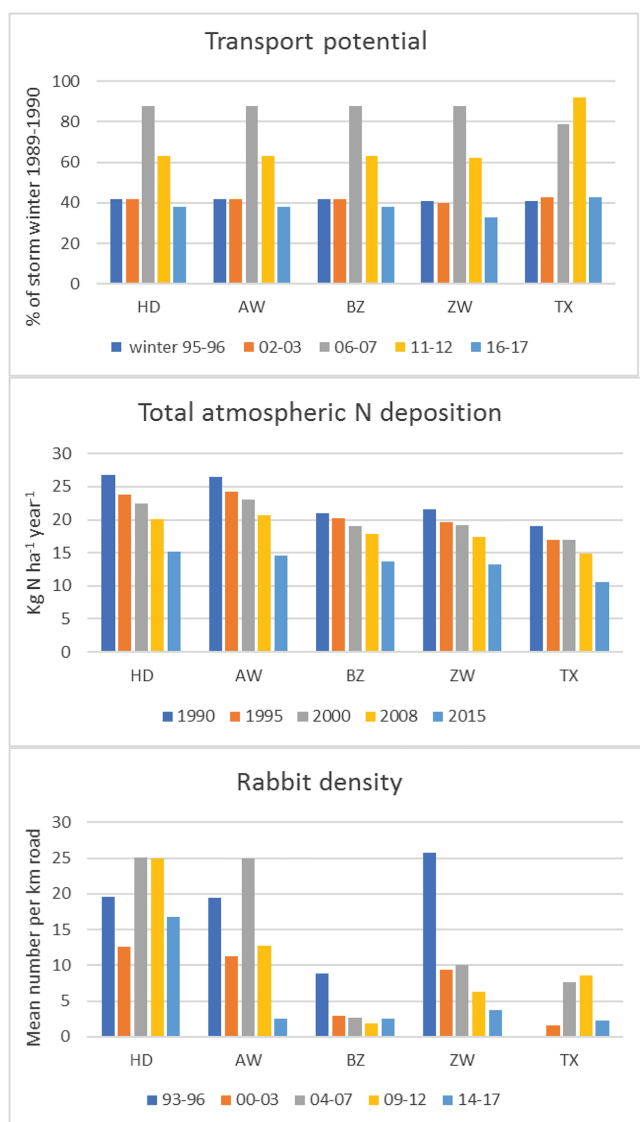 Transport potential
% of storm winter 1989-1990
100
80
60
40
20
0
HD AW BZ ZW TX
winter 95-96 02-03 06-07 11-12 16-17
Total atmospheric N deposition
Kg N ha⁻¹ year⁻¹
30
25
20
15
10
5
0
HD AW BZ ZW TX
1990 1995 2000 2008 2015
Rabbit density
Mean number per km road
30
25
20
15
10
5
0
HD AW BZ ZW TX
93-96 00-03 04-07 09-12 14-17